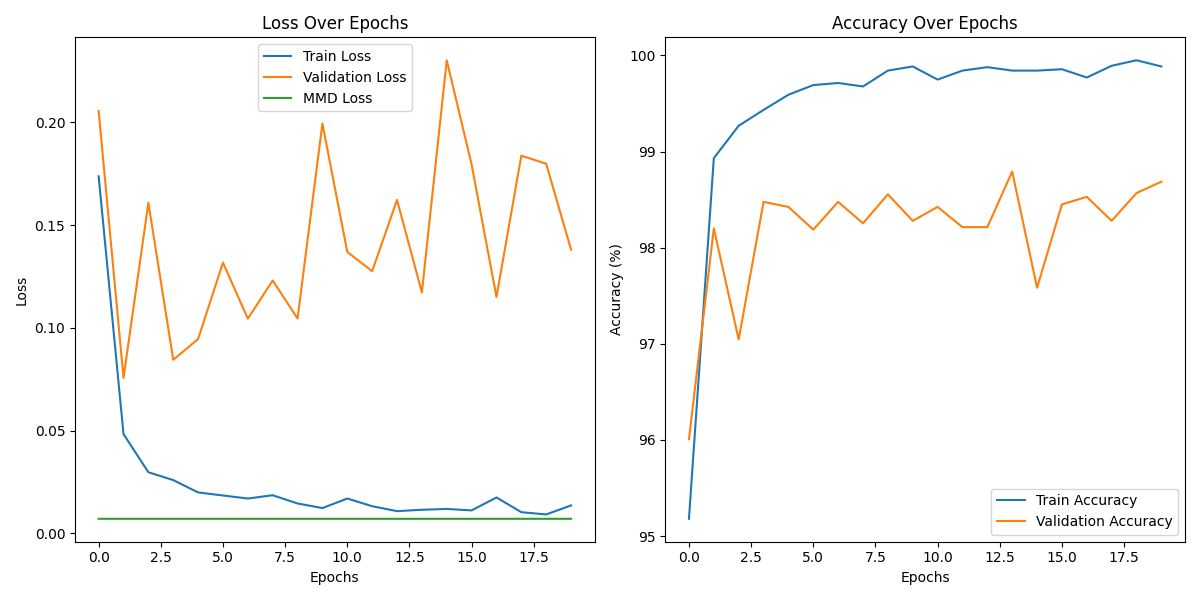 Loss Over Epochs
Train Loss
Validation Loss
MMD Loss
0.20
0.15
0.10
0.05
0.00
Loss
0.0 2.5 5.0 7.5 10.0 12.5 15.0 17.5
Epochs
Accuracy Over Epochs
100
99
98
97
96
95
Accuracy (%)
Train Accuracy
Validation Accuracy
0.0 2.5 5.0 7.5 10.0 12.5 15.0 17.5
Epochs